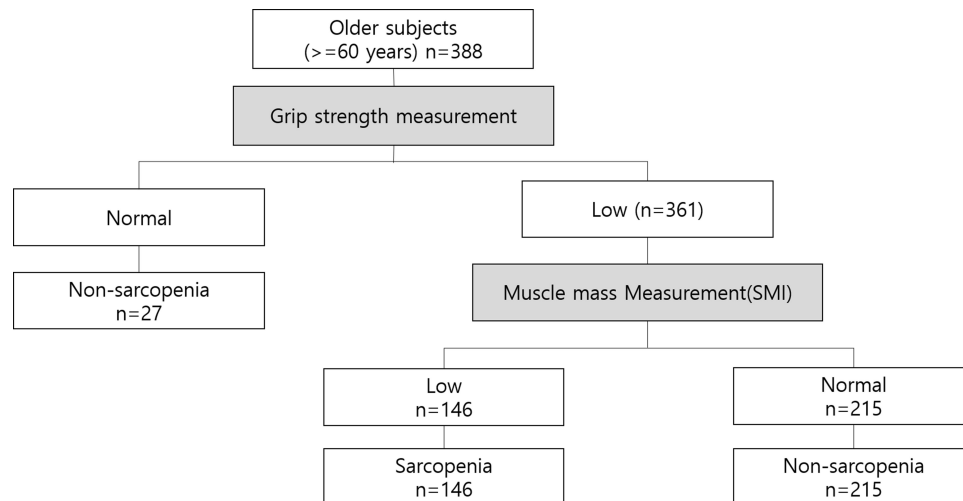 Older subjects
(>=60 years) n=388
Grip strength measurement
Normal
Low (n=361)
Non-sarcopenia
n=27
Muscle mass Measurement(SMI)
Low
n=146
Normal
n=215
Sarcopenia
n=146
Non-sarcopenia
n=215